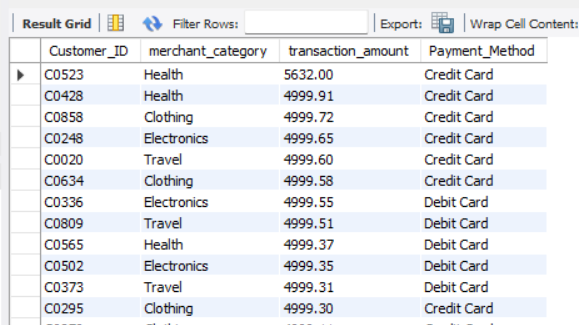 Result Grid Filter Rows: Export: Wrap Cell Content:
Customer_ID merchant_category transaction_amount Payment_Method
C0523 Health 5632.00 Credit Card
C0428 Health 4999.91 Credit Card
C0858 Clothing 4999.72 Credit Card
C0248 Electronics 4999.65 Credit Card
C0020 Travel 4999.60 Credit Card
C0634 Clothing 4999.58 Credit Card
C0336 Electronics 4999.55 Debit Card
C0809 Travel 4999.51 Debit Card
C0565 Health 4999.37 Debit Card
C0502 Electronics 4999.35 Debit Card
C0373 Travel 4999.31 Debit Card
C0295 Clothing 4999.30 Credit Card